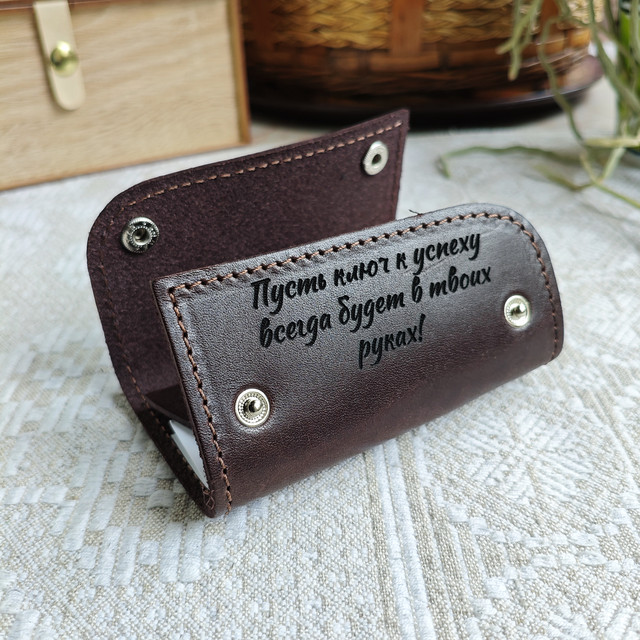 Пусть ключ к успеху
всегда будет в твоих
руках!